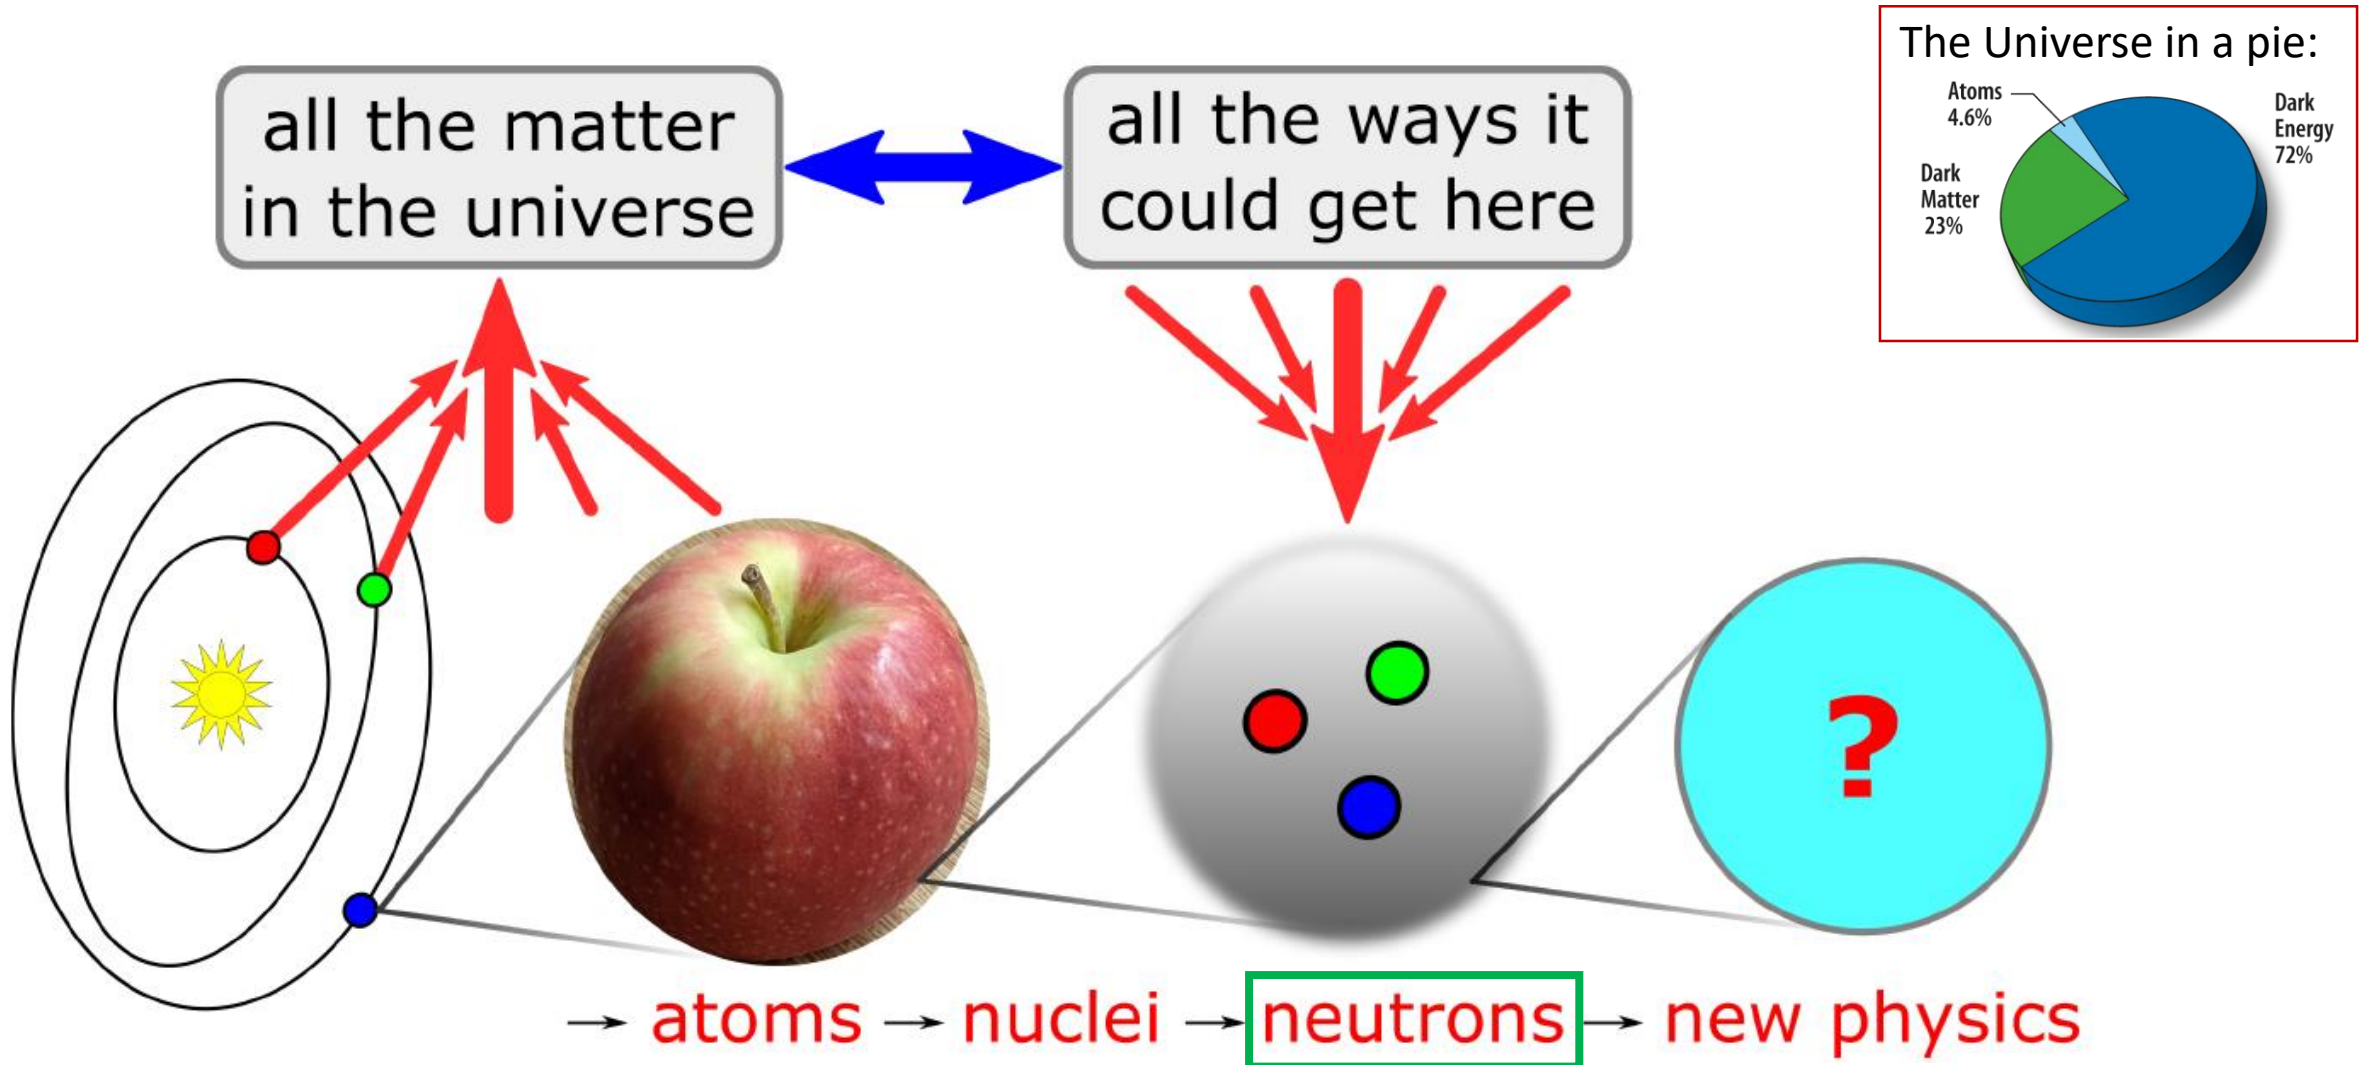 The Universe in a pie:
all the matter
in the universe
all the ways it
could get here
Atoms
4.6%
Dark
Energy
72%
Dark
Matter
23%
?
→ atoms → nuclei → neutrons → new physics